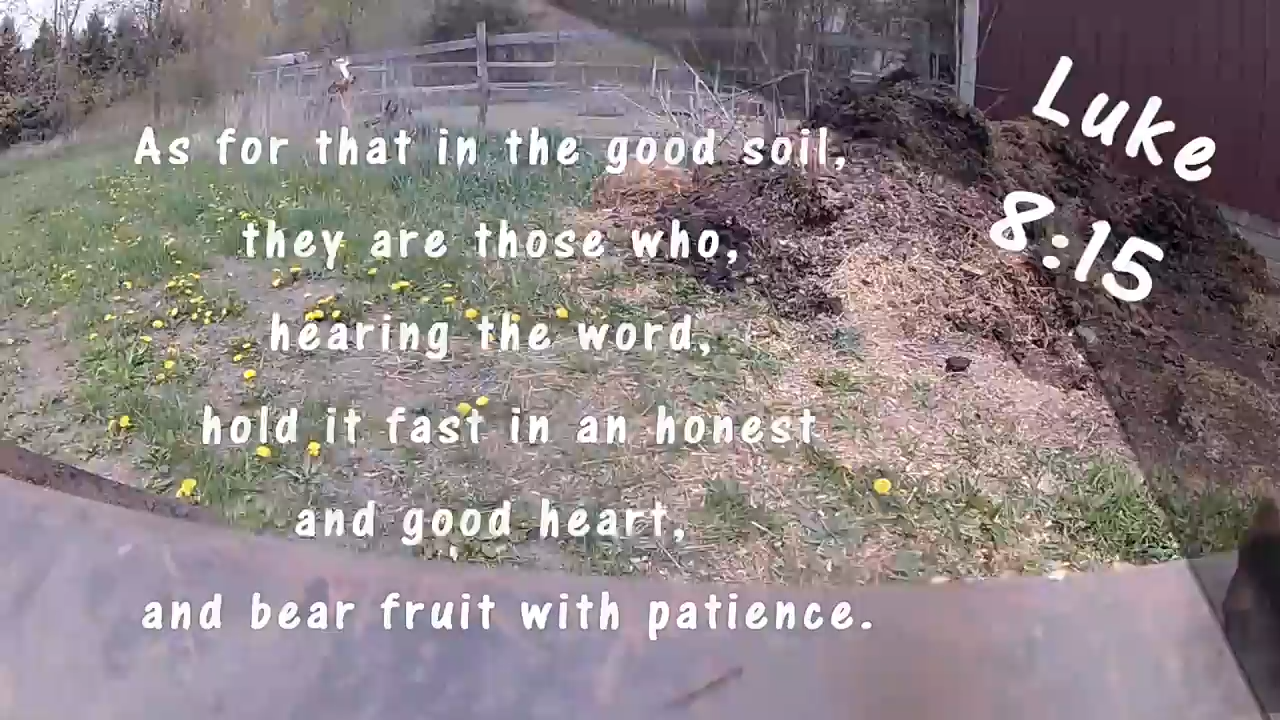 As for that in the good soil,
they are those who,
hearing the word,
hold it fast in an honest
and good heart,
and bear fruit with patience.
Luke
8:15